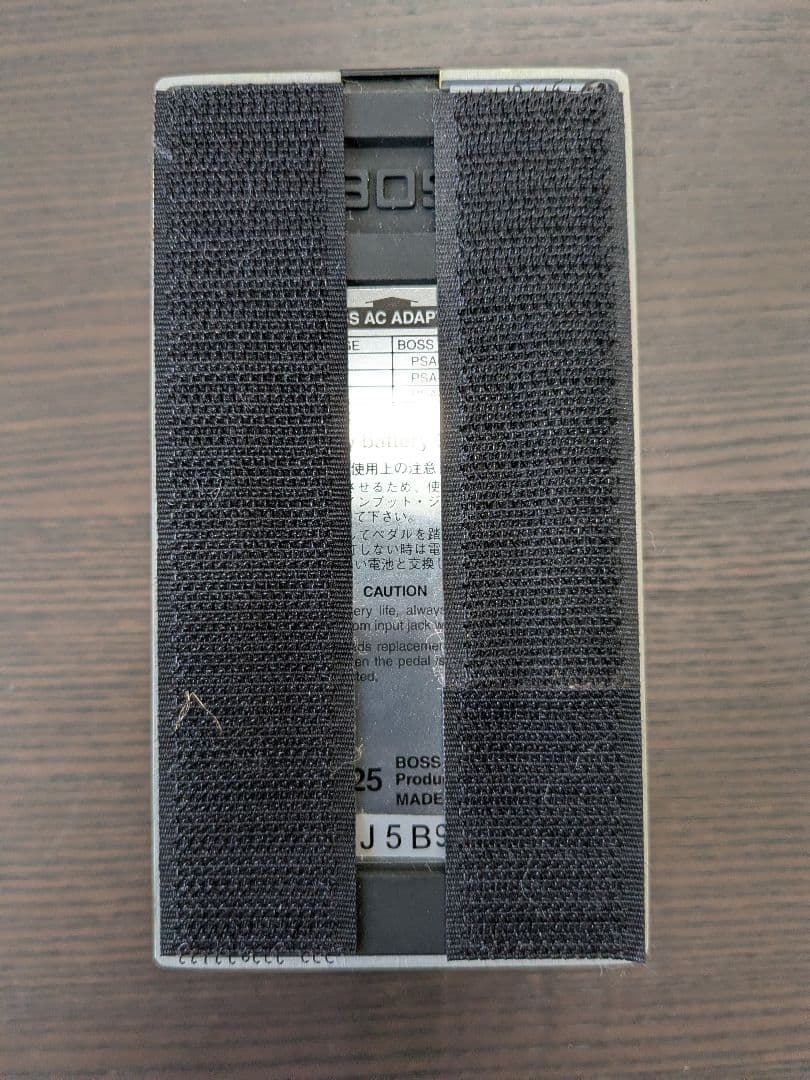 BOS
S AC ADAP
SE BOSS
PSA
PSA
PSA
y battery
使用上の注意
させるため、使
ンプット・ジ
て下さい。
してペダルを踏
灯しない時は電
い電池と交換し
CAUTION
ery life, always
om input jack w
ds replacemen
en the pedal is
ted.
25 BOSS
Produ
MADE
J5B9